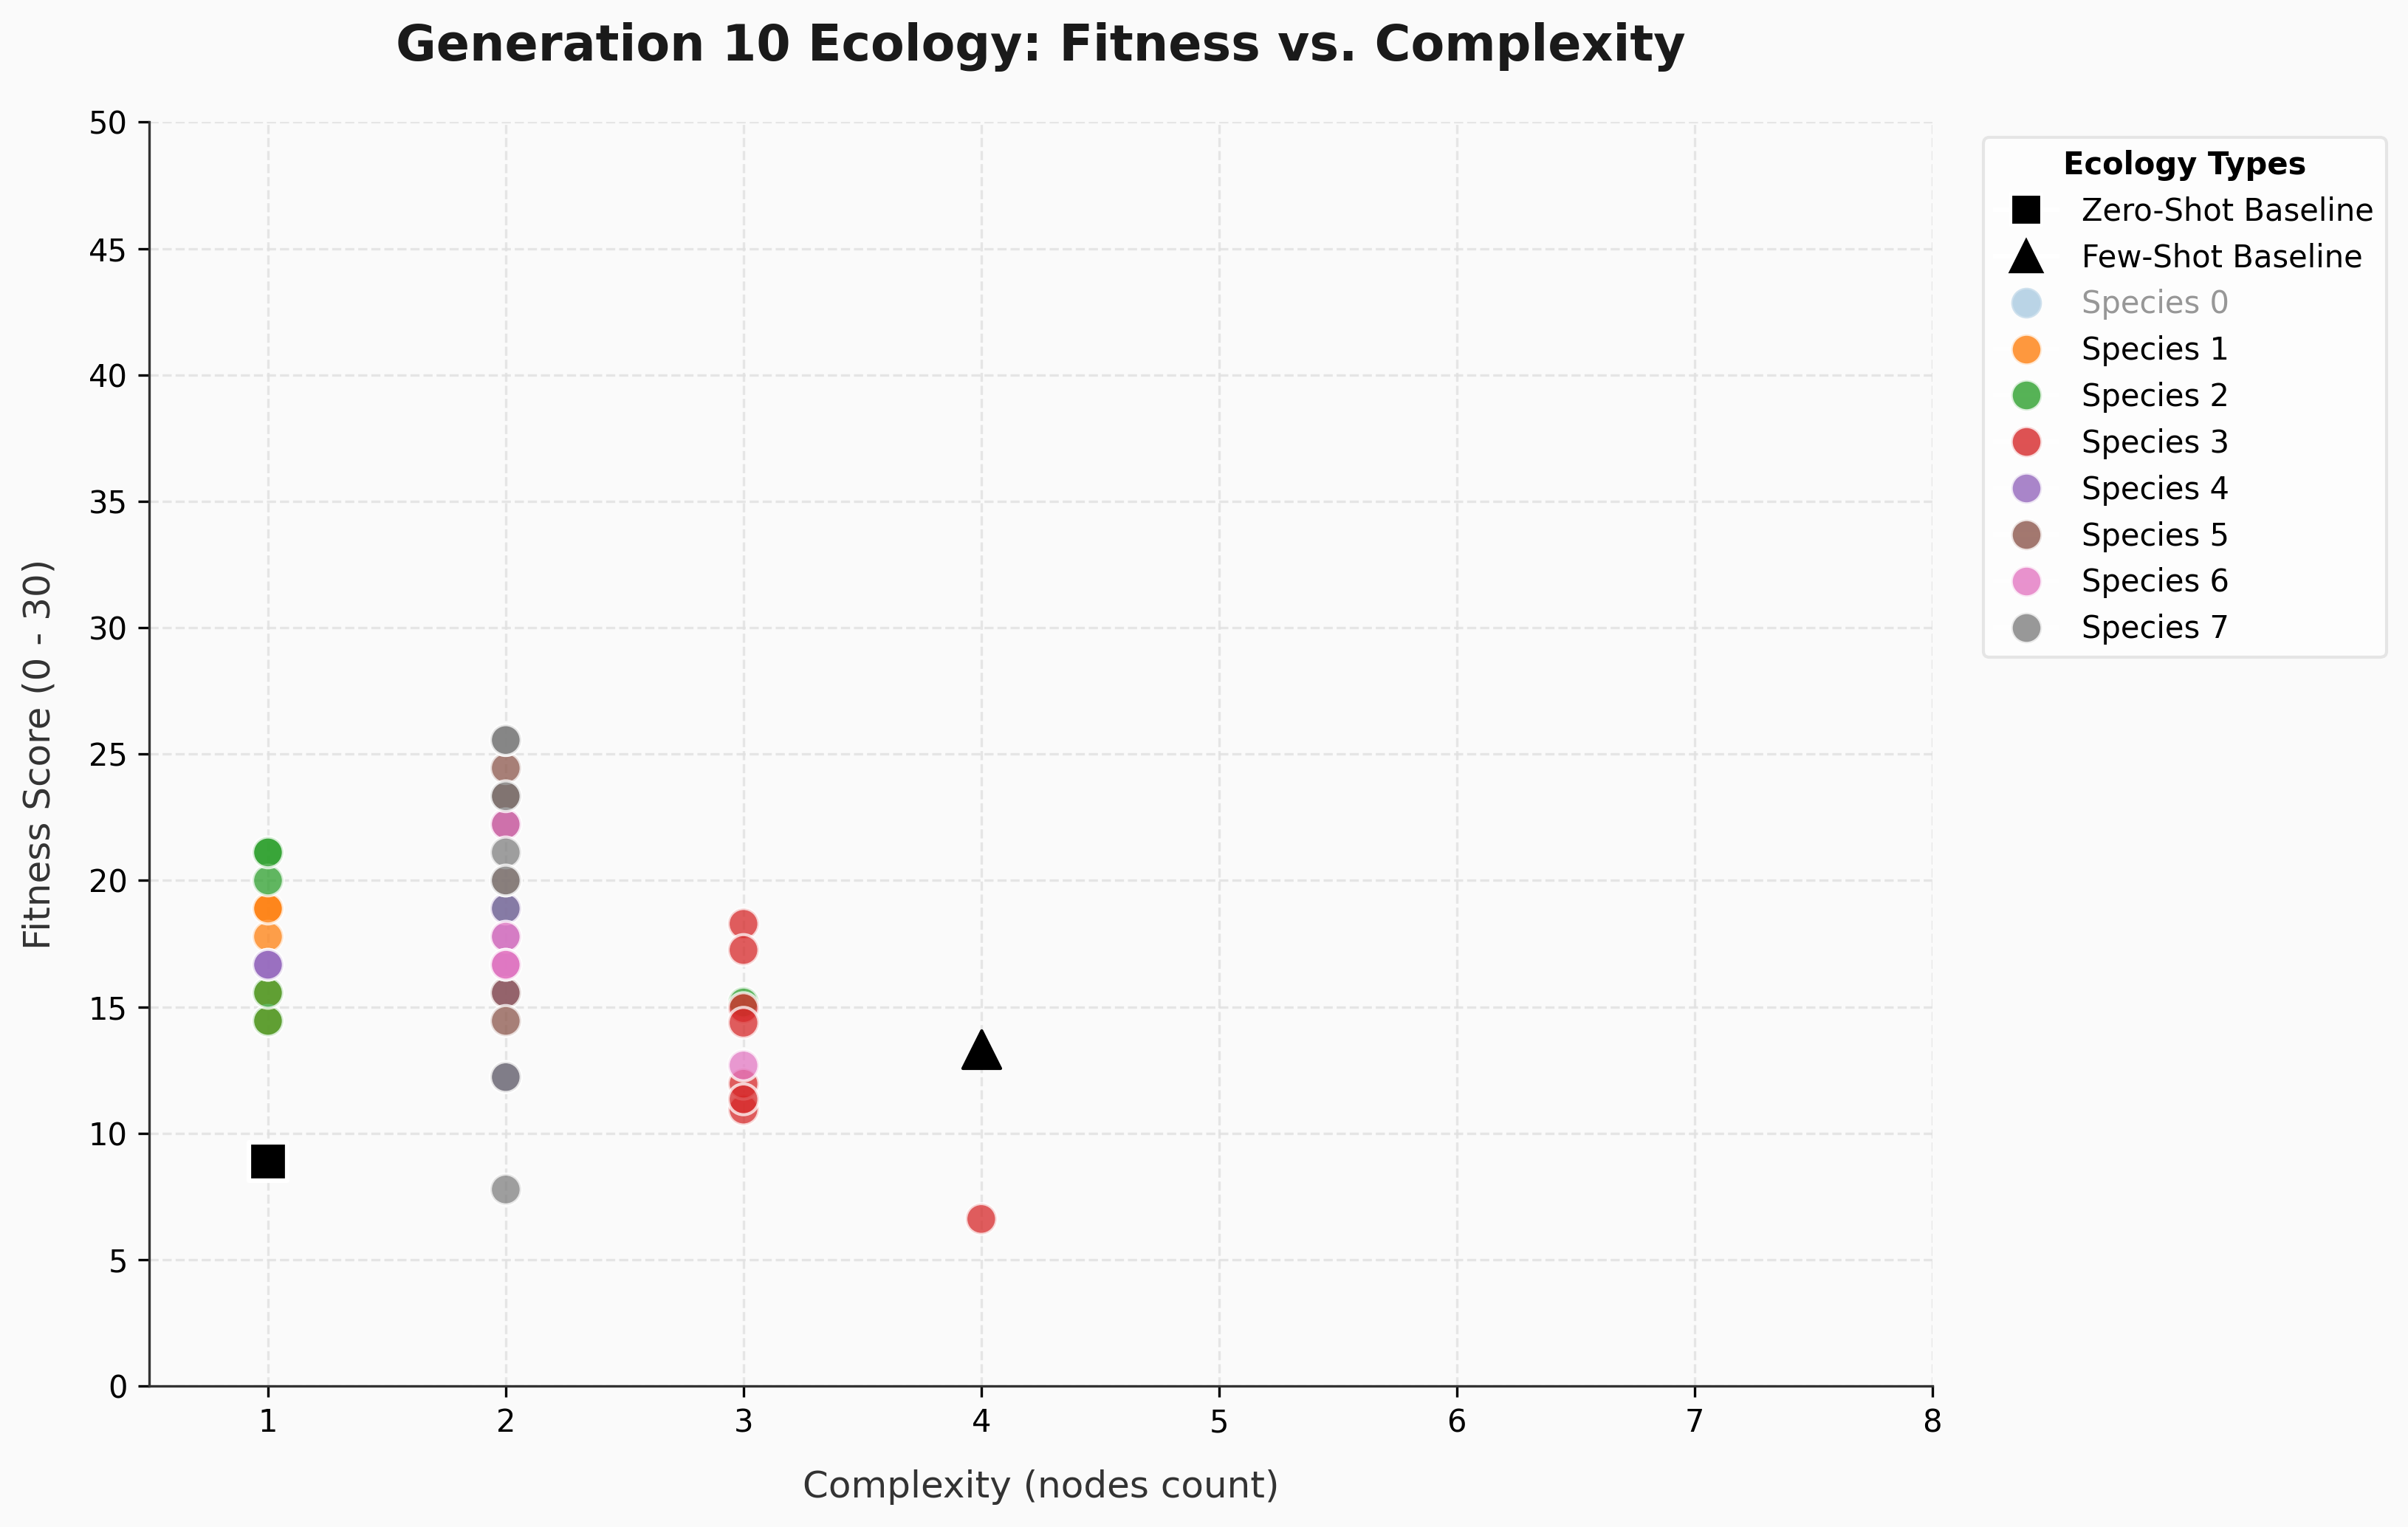 Generation 10 Ecology: Fitness vs. Complexity
50
45
40
35
30
25
20
15
10
5
0
Fitness Score (0 - 30)
1 2 3 4 5 6 7 8
Complexity (nodes count)
Ecology Types
Zero-Shot Baseline
Few-Shot Baseline
Species 0
Species 1
Species 2
Species 3
Species 4
Species 5
Species 6
Species 7